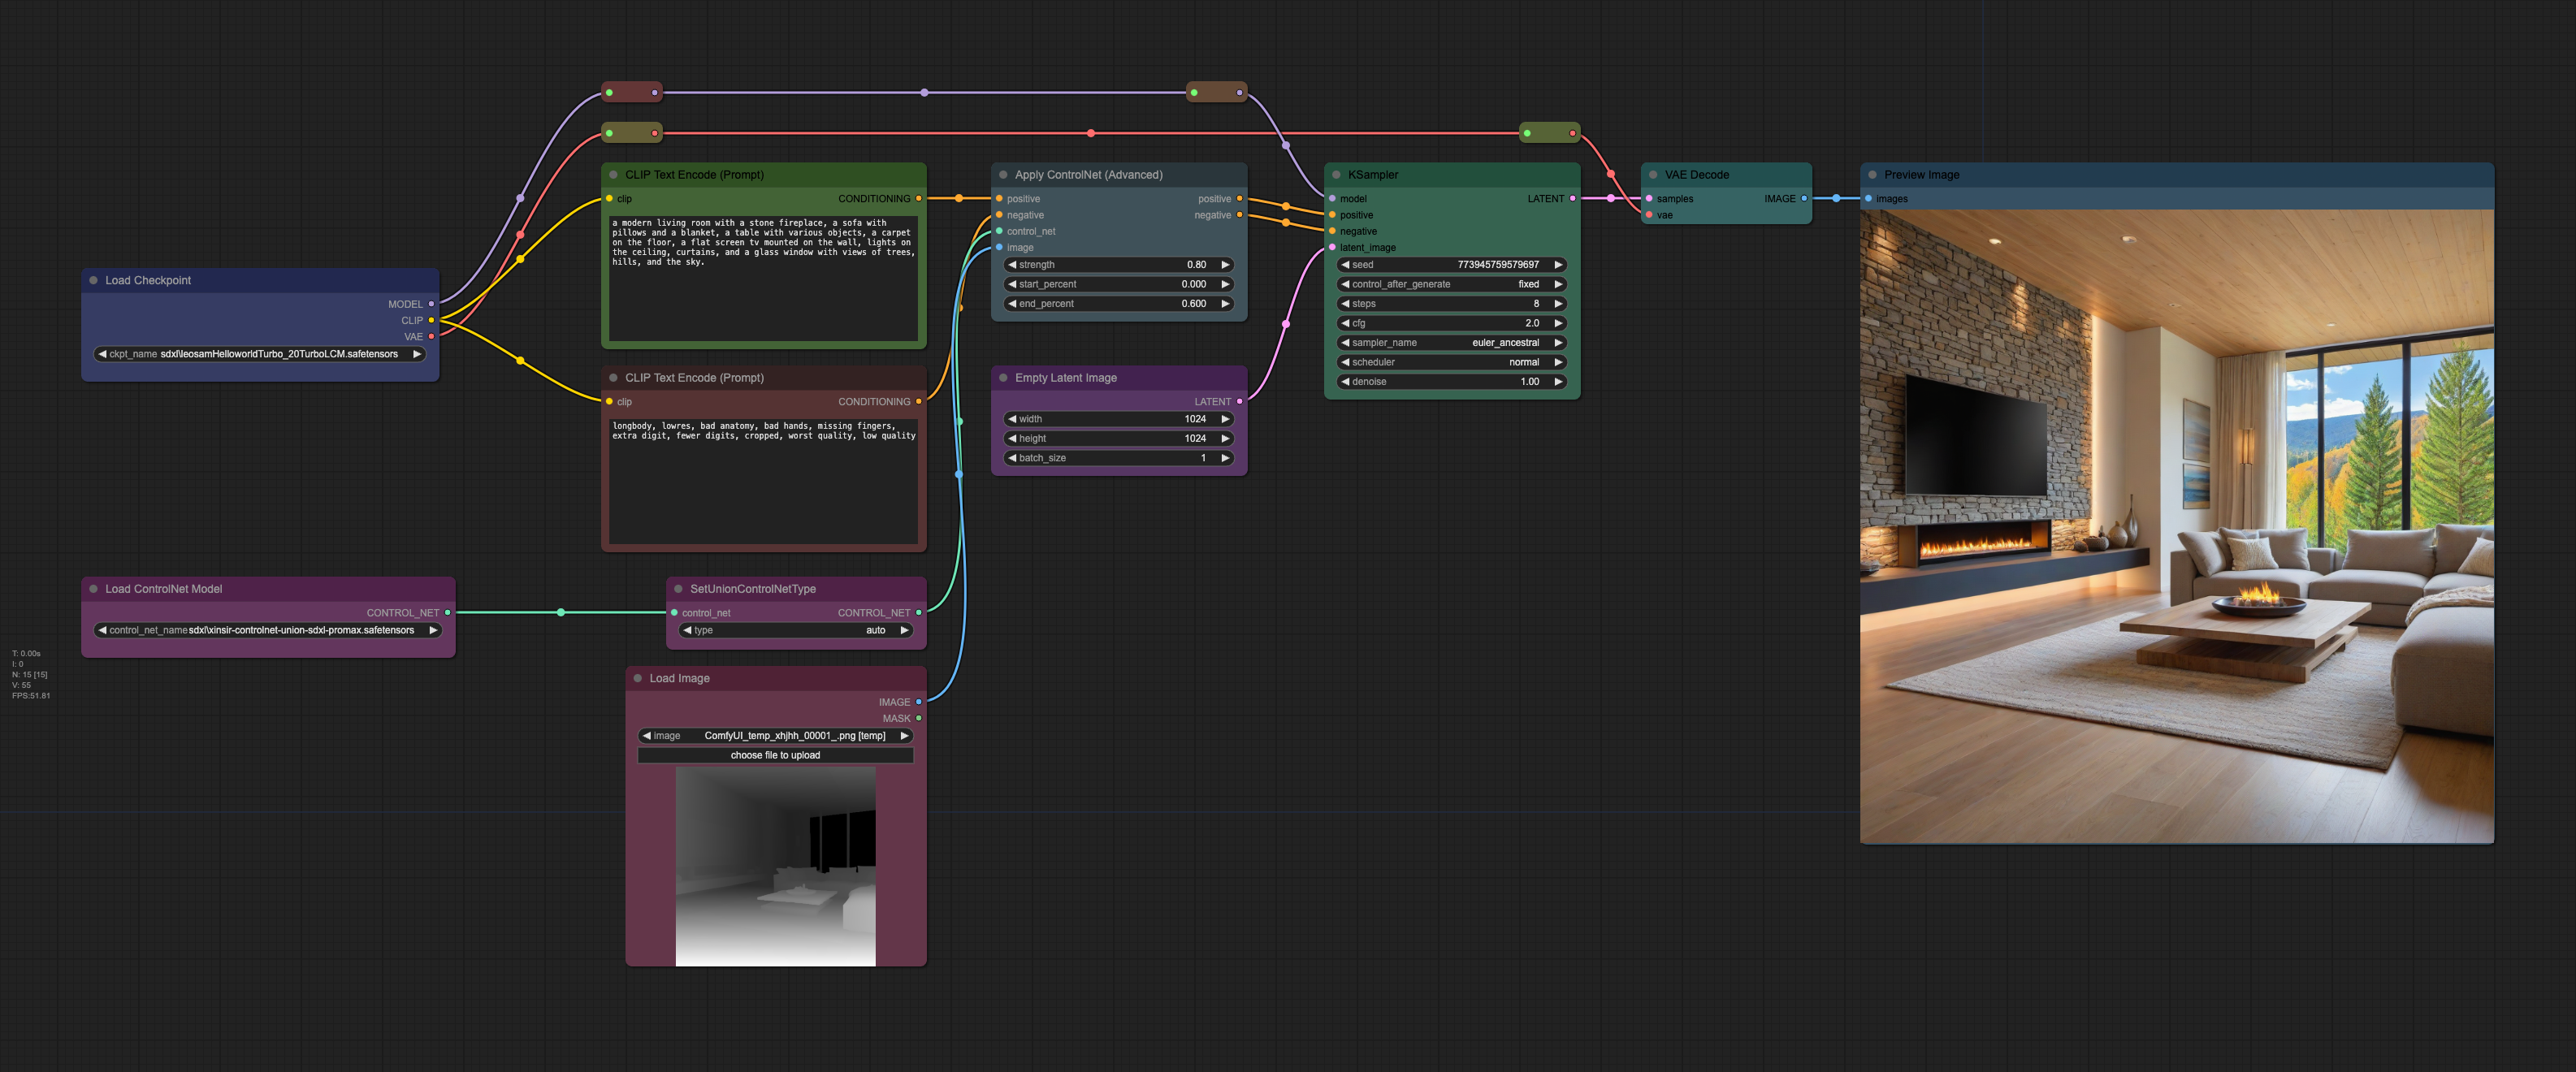 Load Checkpoint
MODEL
CLIP
VAE
ckpt_name sdxl\leosamHelloworldTurbo_20TurboLCM.safetensors
CLIP Text Encode (Prompt)
clip CONDITIONING
a modern living room with a stone fireplace, a sofa with
pillows and a blanket, a table with various objects, a carpet
on the floor, a flat screen tv mounted on the wall, lights on
the ceiling, curtains, and a glass window with views of trees,
hills, and the sky.
CLIP Text Encode (Prompt)
clip CONDITIONING
longbody, lowres, bad anatomy, bad hands, missing fingers,
extra digit, fewer digits, cropped, worst quality, low quality
Load ControlNet Model
CONTROL_NET
control_net_name sdxl\xinsir-controlnet-union-sdxl-promax.safetensors
SetUnionControlNetType
control_net CONTROL_NET
type auto
Load Image
IMAGE
MASK
image ComfyUI_temp_xhjhh_00001_.png [temp]
choose file to upload
Apply ControlNet (Advanced)
positive positive
negative negative
control_net
image
strength 0.80
start_percent 0.000
end_percent 0.600
Empty Latent Image
LATENT
width 1024
height 1024
batch_size 1
KSampler
model LATENT
positive
negative
latent_image
seed 773945759579697
control_after_generate fixed
steps 8
cfg 2.0
sampler_name euler_ancestral
scheduler normal
denoise 1.00
VAE Decode
samples IMAGE
vae
Preview Image
images
T: 0.00s
I: 0
N: 15 [15]
V: 55
FPS:51.81